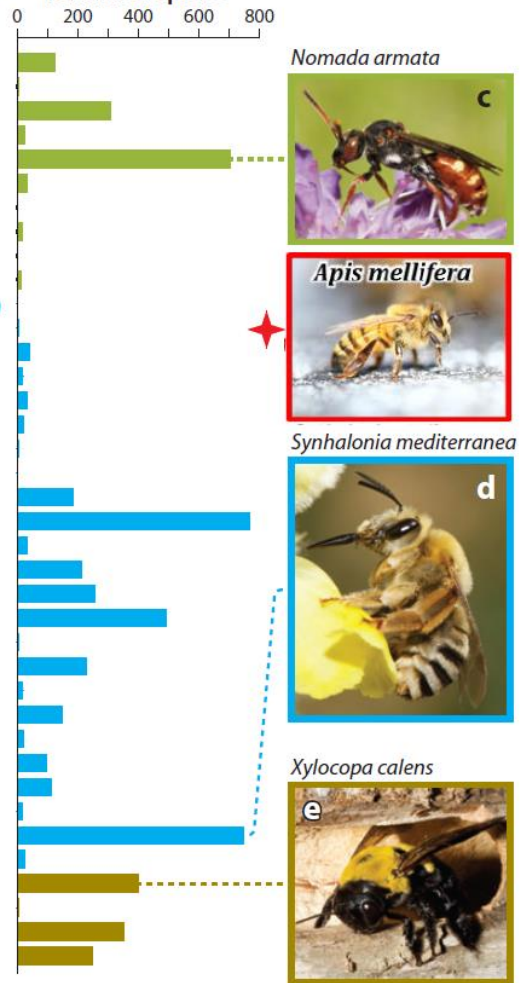 0 200 400 600 800
Nomada armata
c
Apis mellifera
Synhalonia mediterranea
d
Xylocopa calens
e